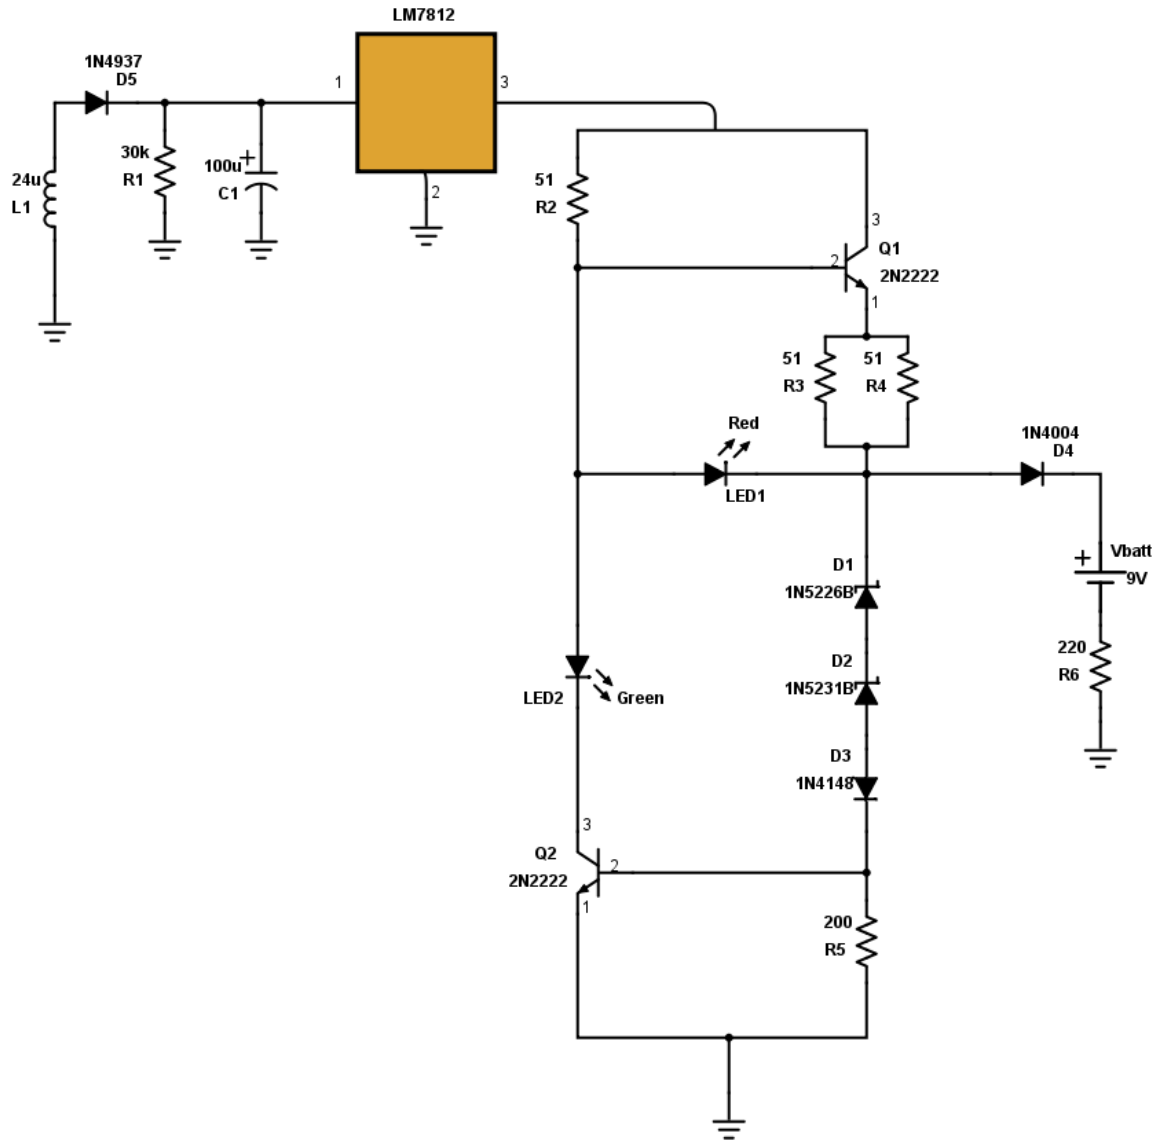 LM7812
1N4937
D5
1
3
30k
R1
100u
C1
24u
L1
2
51
R2
3
Q1
2
2N2222
1
51
R3
51
R4
Red
LED1
1N4004
D4
D1
1N5226B
Vbatt
9V
D2
1N5231B
220
R6
LED2
Green
D3
1N4148
3
Q2
2
2N2222
1
200
R5